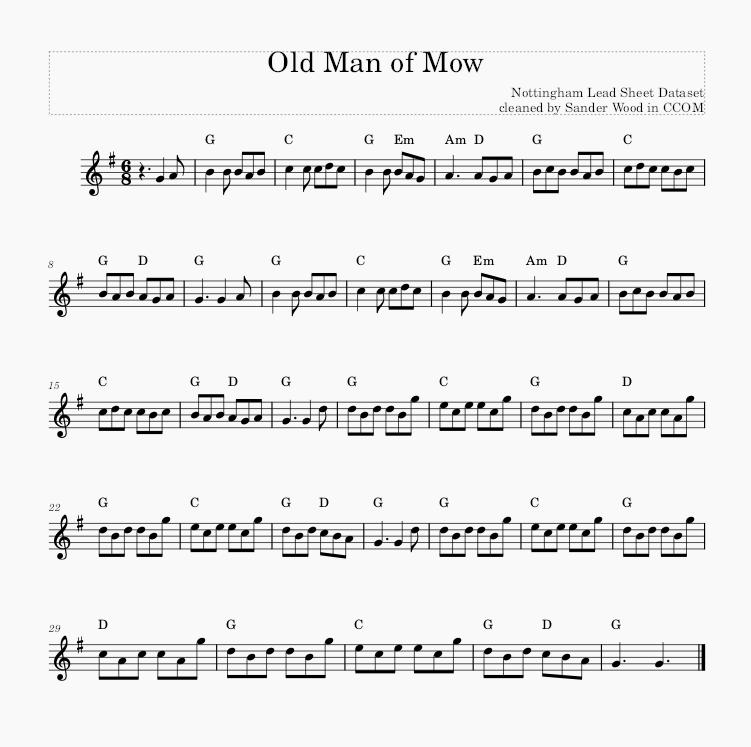 Old Man of Mow
Nottingham Lead Sheet Dataset
cleaned by Sander Wood in CCOM
G C G Em Am D G C
6
8
8
G D G G C G Em Am D G
15
C G D G G C G D
22
G C G D G G C G
29
D G C G D G